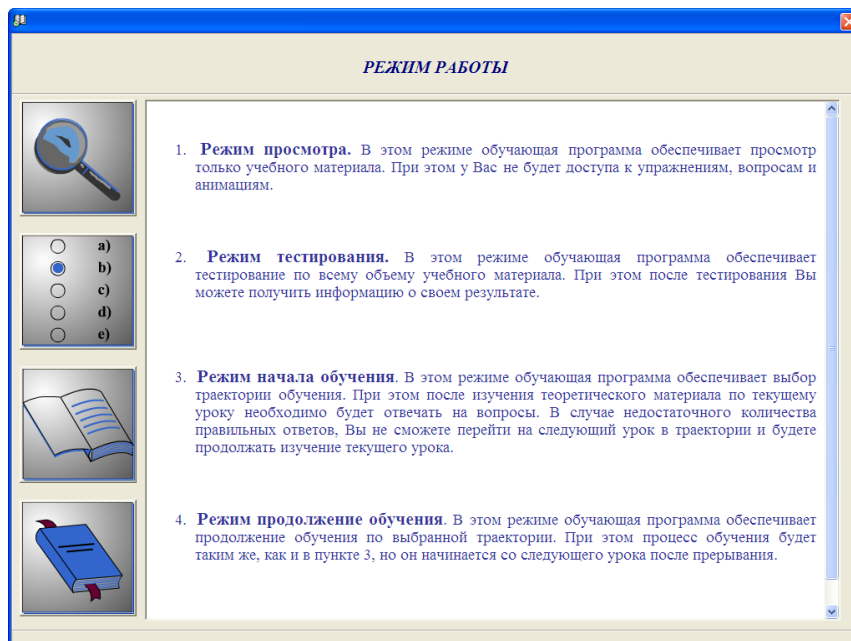 РЕЖИМ РАБОТЫ
1. Режим просмотра. В этом режиме обучающая программа обеспечивает просмотр
только учебного материала. При этом у Вас не будет доступа к упражнениям, вопросам и
анимациям.
a)
b)
c)
d)
e)
2. Режим тестирования. В этом режиме обучающая программа обеспечивает
тестирование по всему объему учебного материала. При этом после тестирования Вы
можете получить информацию о своем результате.
3. Режим начала обучения. В этом режиме обучающая программа обеспечивает выбор
траектории обучения. При этом после изучения теоретического материала по текущему
уроку необходимо будет отвечать на вопросы. В случае недостаточного количества
правильных ответов, Вы не сможете перейти на следующий урок в траектории и будете
продолжать изучение текущего урока.
4. Режим продолжение обучения. В этом режиме обучающая программа обеспечивает
продолжение обучения по выбранной траектории. При этом процесс обучения будет
таким же, как и в пункте 3, но он начинается со следующего урока после прерывания.